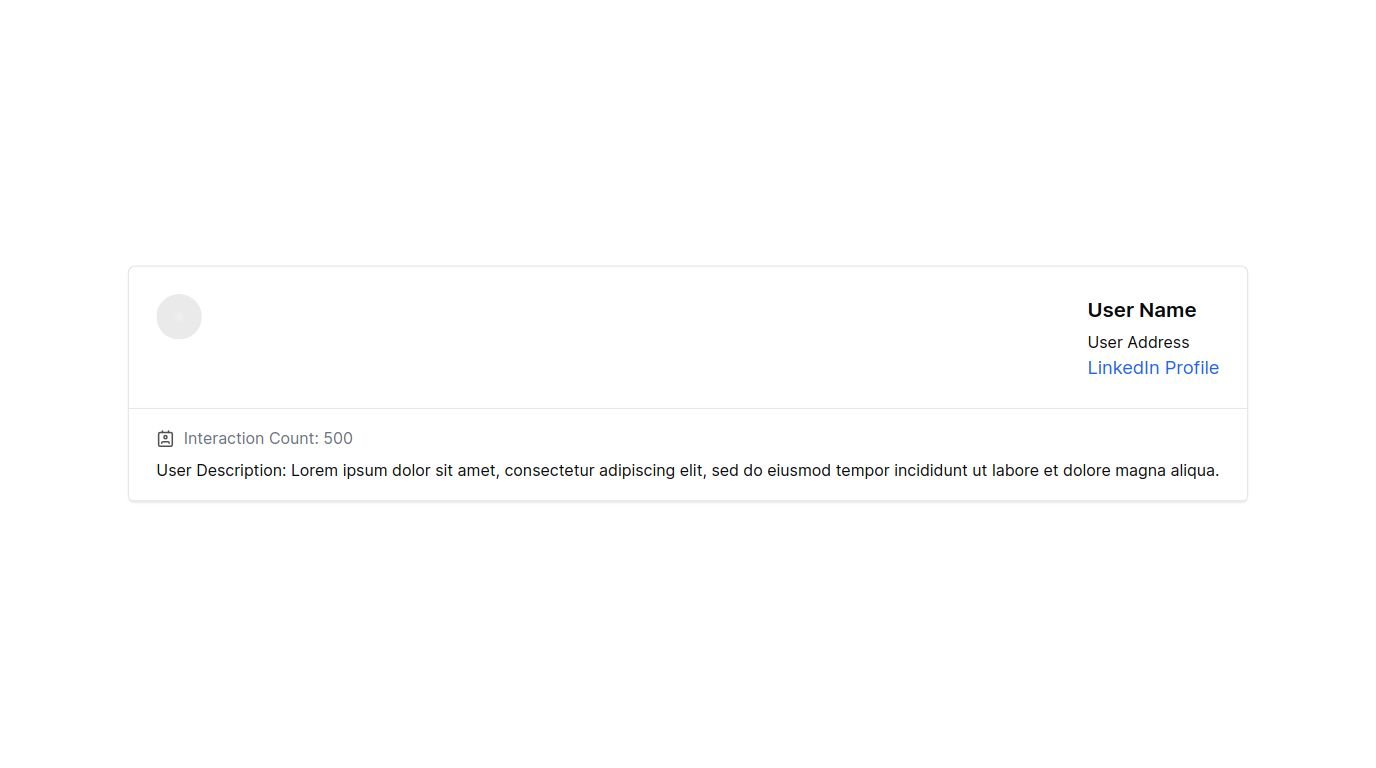 User Name
User Address
LinkedIn Profile
Interaction Count: 500
User Description: Lorem ipsum dolor sit amet, consectetur adipiscing elit, sed do eiusmod tempor incididunt ut labore et dolore magna aliqua.